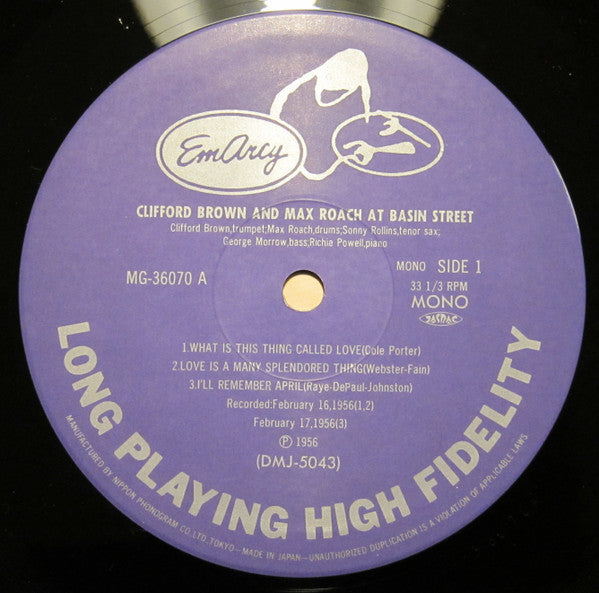 EmArcy
CLIFFORD BROWN AND MAX ROACH AT BASIN STREET
Clifford Brown,trumpet;Max Roach,drums;Sonny Rollins,tenor sax;
George Morrow,bass;Richie Powell,piano
MG-36070 A
MONO SIDE 1
33 1/3 RPM
MONO
JASRAC
1.WHAT IS THIS THING CALLED LOVE(Cole Porter)
2.LOVE IS A MANY SPLENDORED THING(Webster-Fain)
3.I'LL REMEMBER APRIL(Raye-DePaul-Johnston)
Recorded:February 16,1956(1,2)
February 17,1956(3)
Ⓟ 1956
(DMJ-5043)
LONG PLAYING HIGH FIDELITY
MANUFACTURED BY NIPPON PHONOGRAM CO.,LTD.,TOKYO-MADE IN JAPAN-UNAUTHORIZED DUPLICATION IS A VIOLATION OF APPLICABLE LAWS